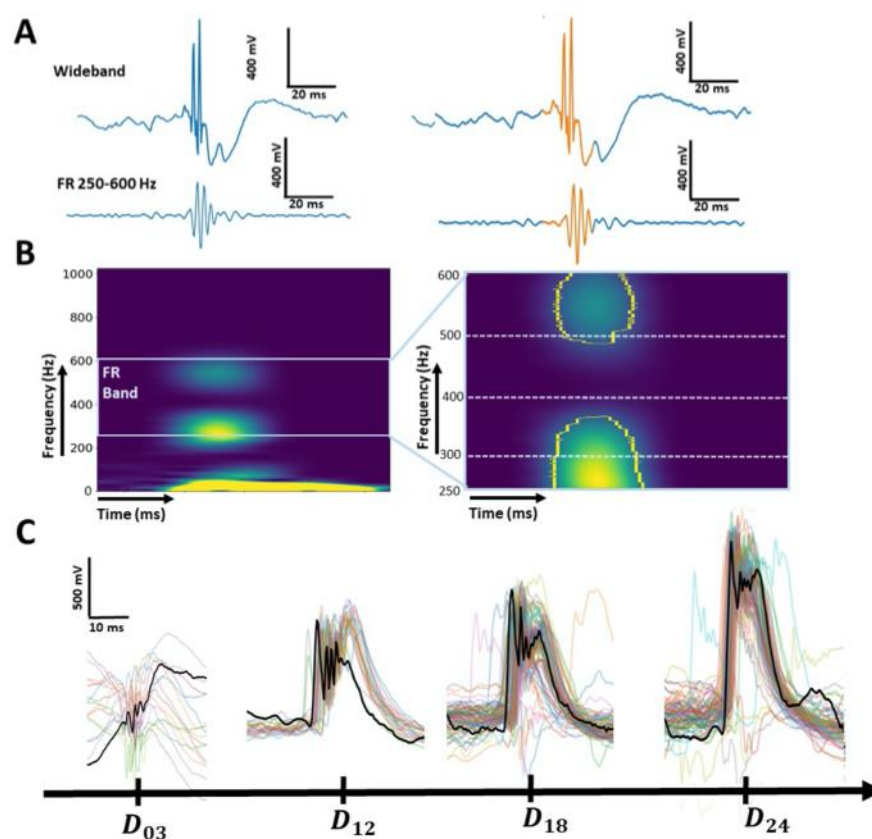 A
Wideband
400 mV
20 ms
400 mV
20 ms
FR 250-600 Hz
400 mV
20 ms
400 mV
20 ms
B
Frequency (Hz)
1000
800
600
400
200
0
FR
Band
Time (ms)
Frequency (Hz)
600
500
400
300
250
Time (ms)
C
500 mV
10 ms
D03
D12
D18
D24